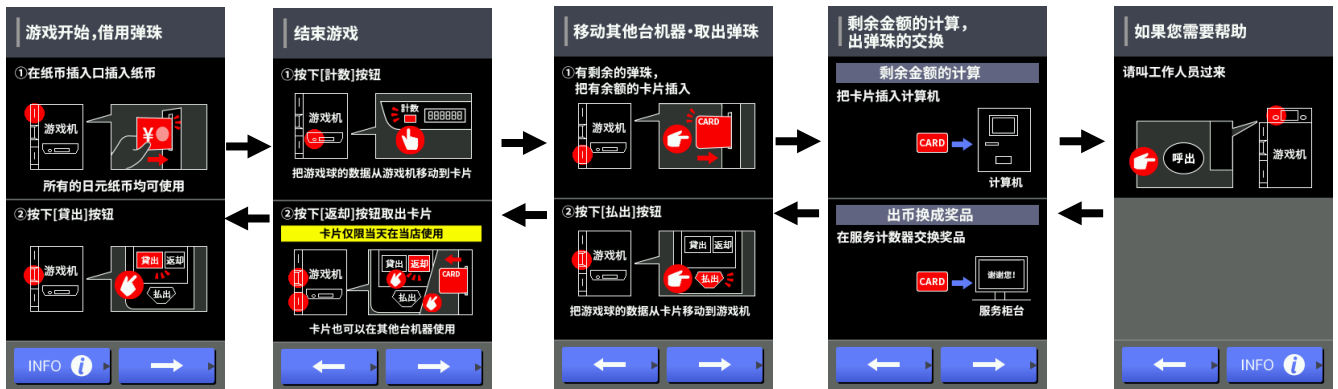 游戏开始,借用弹珠
①在纸币插入口插入纸币
游戏机
¥
所有的日元纸币均可使用
②按下[貸出]按钮
游戏机
貸出
返却
払出
INFO i
结束游戏
①按下[計数]按钮
游戏机
計数
888888
把游戏球的数据从游戏机移动到卡片
②按下[返却]按钮取出卡片
卡片仅限当天在当店使用
游戏机
貸出
返却
払出
CARD
卡片也可以在其他台机器使用
移动其他台机器·取出弹珠
①有剩余的弹珠,
把有余额的卡片插入
游戏机
CARD
②按下[払出]按钮
游戏机
貸出
返却
払出
把游戏球的数据从卡片移动到游戏机
剩余金额的计算,
出弹珠的交换
剩余金额的计算
把卡片插入计算机
CARD
计算机
出币换成奖品
在服务计数器交换奖品
CARD
谢谢您!
服务柜台
如果您需要帮助
请叫工作人员过来
呼出
游戏机
INFO i